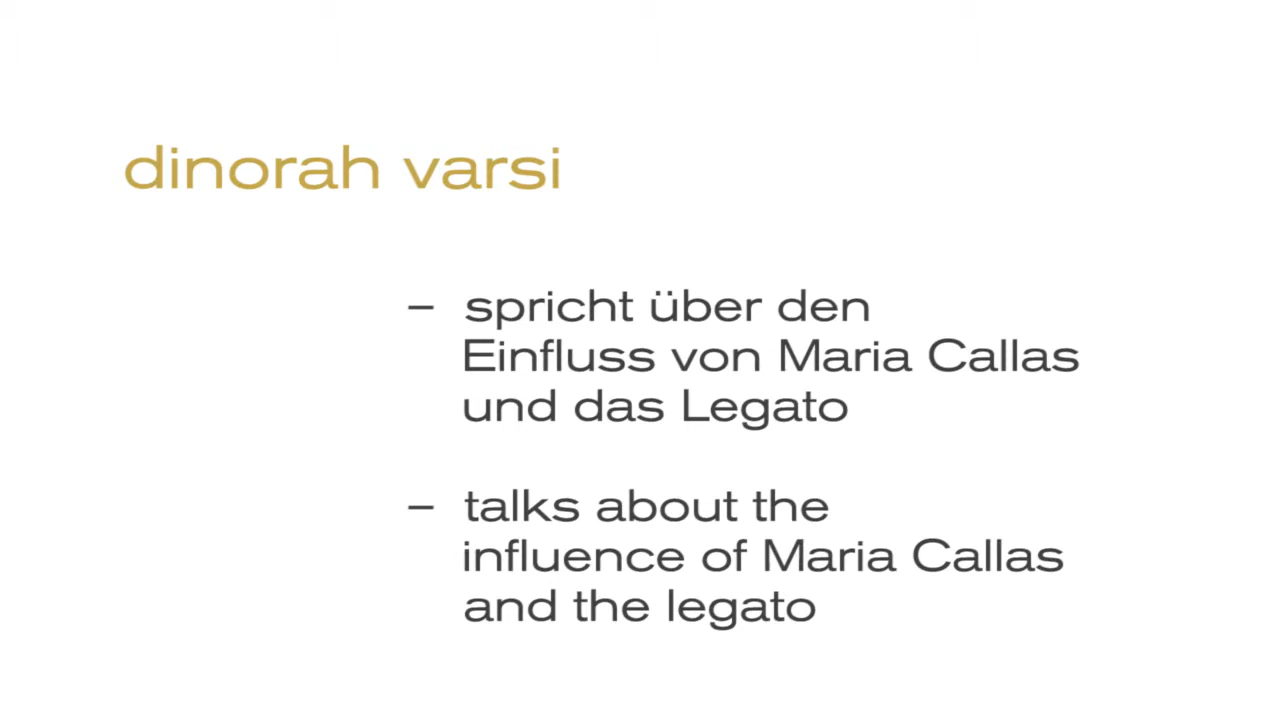 dinorah varsi
– spricht über den
Einfluss von Maria Callas
und das Legato
– talks about the
influence of Maria Callas
and the legato